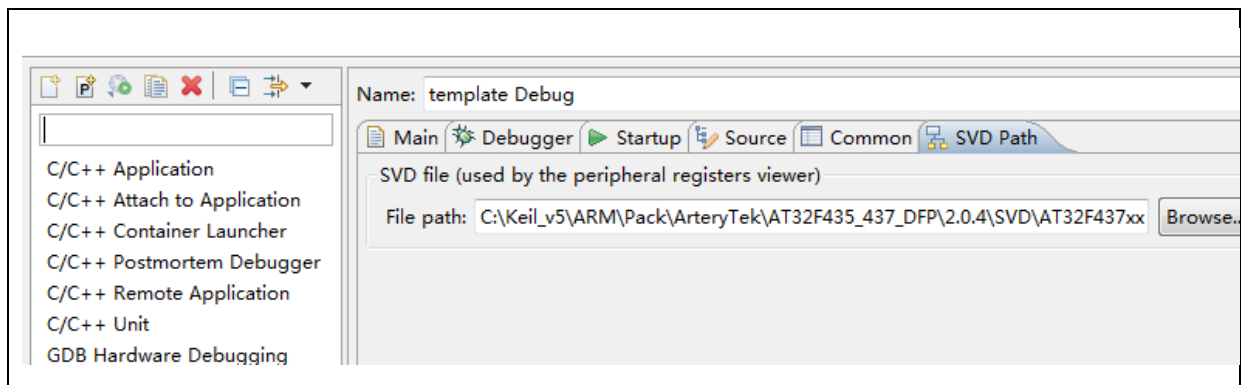 Name: template Debug
Main Debugger Startup Source Common SVD Path
SVD file (used by the peripheral registers viewer)
File path: C:\Keil_v5\ARM\Pack\ArteryTek\AT32F435_437_DFP\2.0.4\SVD\AT32F437xx Browse..
C/C++ Application
C/C++ Attach to Application
C/C++ Container Launcher
C/C++ Postmortem Debugger
C/C++ Remote Application
C/C++ Unit
GDB Hardware Debugging